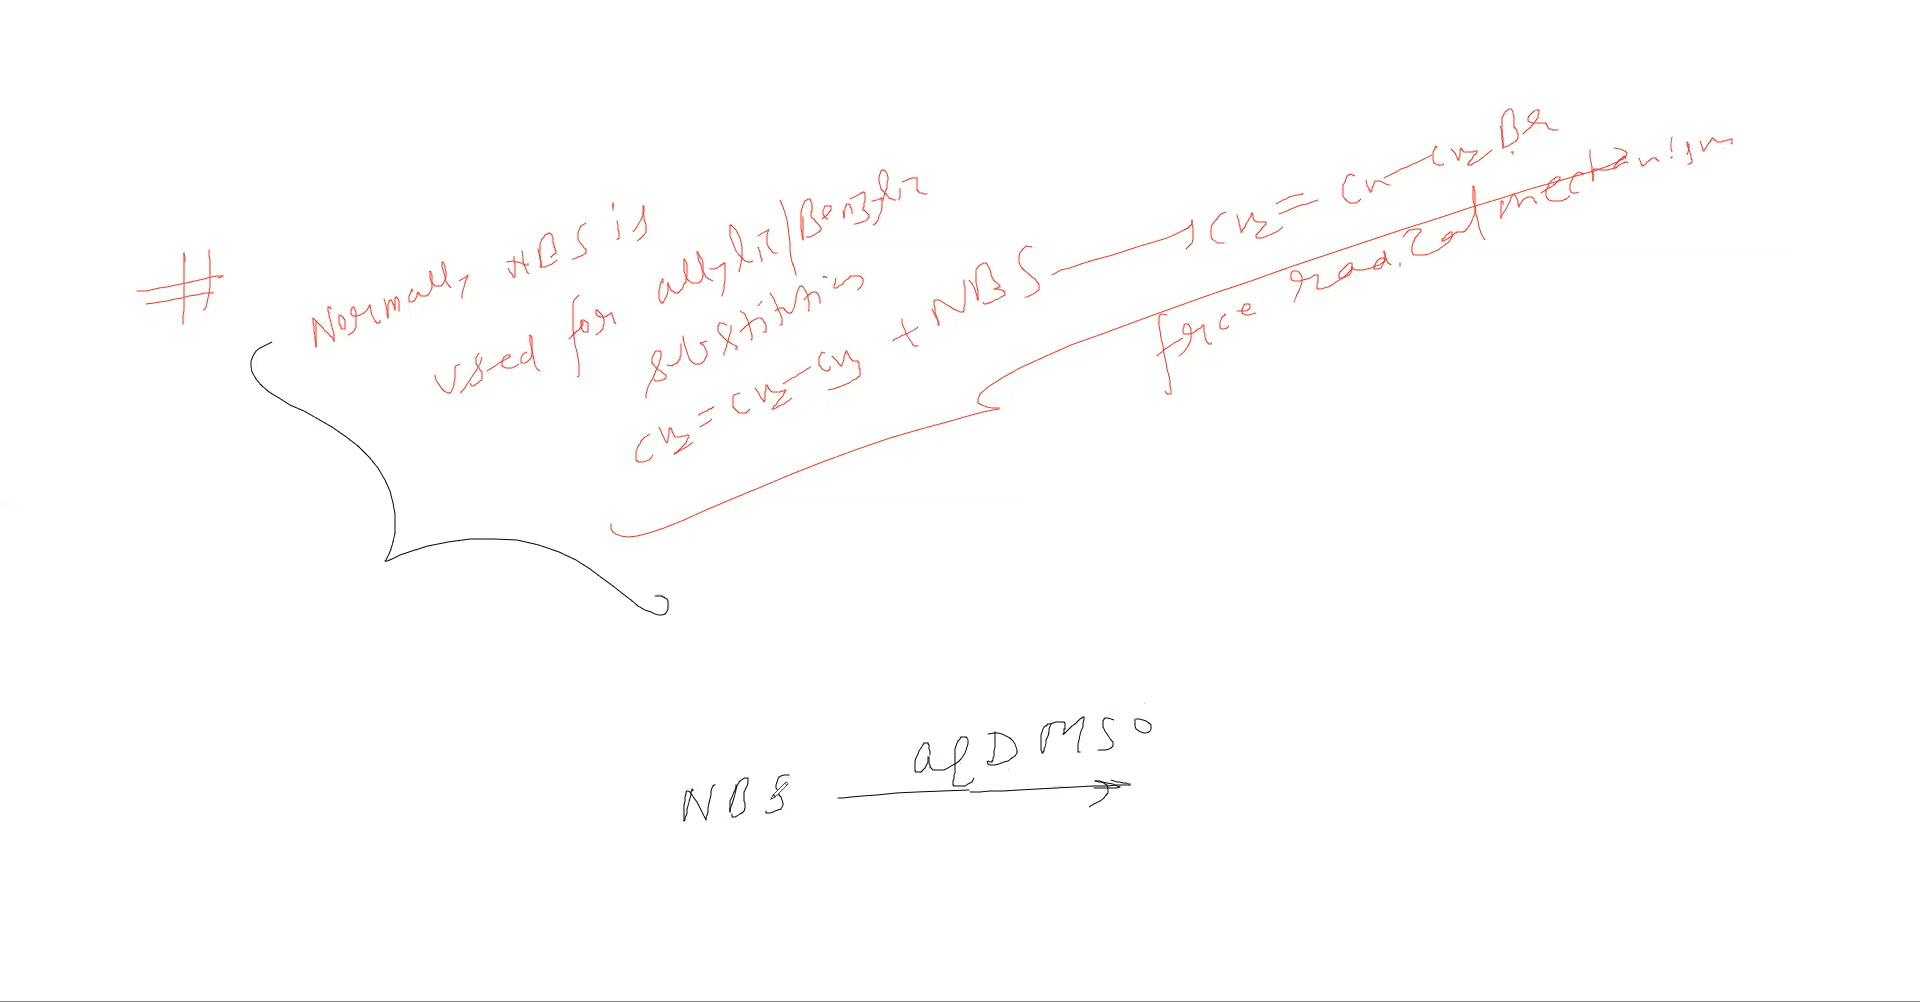 #
Normally NBS is
used for allylic/Benzylic
substitution
CH2=CH2-CH3 + NBS → CH2=CH-CH2Br
free radical mechanism
NBS aq DMSO →